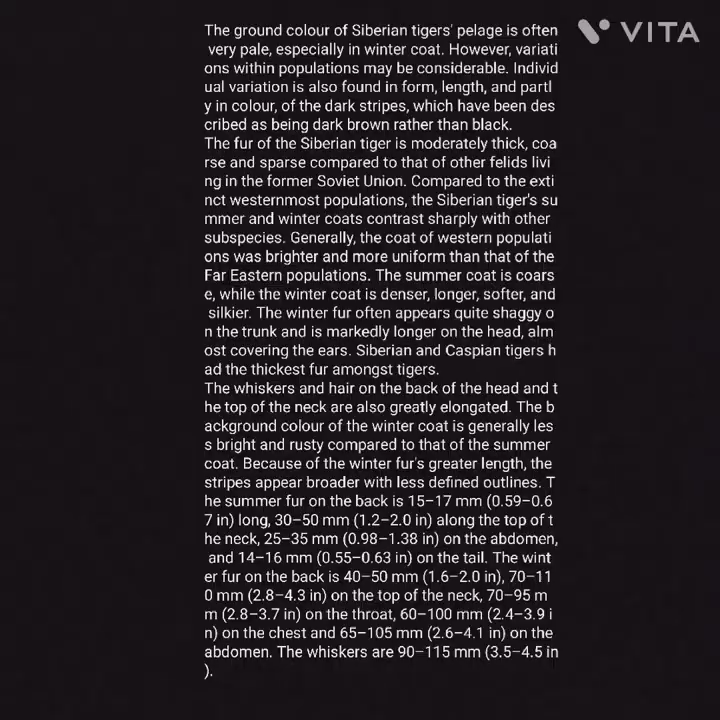 VITA
The ground colour of Siberian tigers' pelage is often
very pale, especially in winter coat. However, variati
ons within populations may be considerable. Individ
ual variation is also found in form, length, and partl
y in colour, of the dark stripes, which have been des
cribed as being dark brown rather than black.
The fur of the Siberian tiger is moderately thick, coa
rse and sparse compared to that of other felids livi
ng in the former Soviet Union. Compared to the exti
nct westernmost populations, the Siberian tiger's su
mmer and winter coats contrast sharply with other
subspecies. Generally, the coat of western populati
ons was brighter and more uniform than that of the
Far Eastern populations. The summer coat is coars
e, while the winter coat is denser, longer, softer, and
silkier. The winter fur often appears quite shaggy o
n the trunk and is markedly longer on the head, alm
ost covering the ears. Siberian and Caspian tigers h
ad the thickest fur amongst tigers.
The whiskers and hair on the back of the head and t
he top of the neck are also greatly elongated. The b
ackground colour of the winter coat is generally les
s bright and rusty compared to that of the summer
coat. Because of the winter fur's greater length, the
stripes appear broader with less defined outlines. T
he summer fur on the back is 15–17 mm (0.59–0.6
7 in) long, 30–50 mm (1.2–2.0 in) along the top of t
he neck, 25–35 mm (0.98–1.38 in) on the abdomen,
and 14–16 mm (0.55–0.63 in) on the tail. The wint
er fur on the back is 40–50 mm (1.6–2.0 in), 70–11
0 mm (2.8–4.3 in) on the top of the neck, 70–95 m
m (2.8–3.7 in) on the throat, 60–100 mm (2.4–3.9 i
n) on the chest and 65–105 mm (2.6–4.1 in) on the
abdomen. The whiskers are 90–115 mm (3.5–4.5 in
).